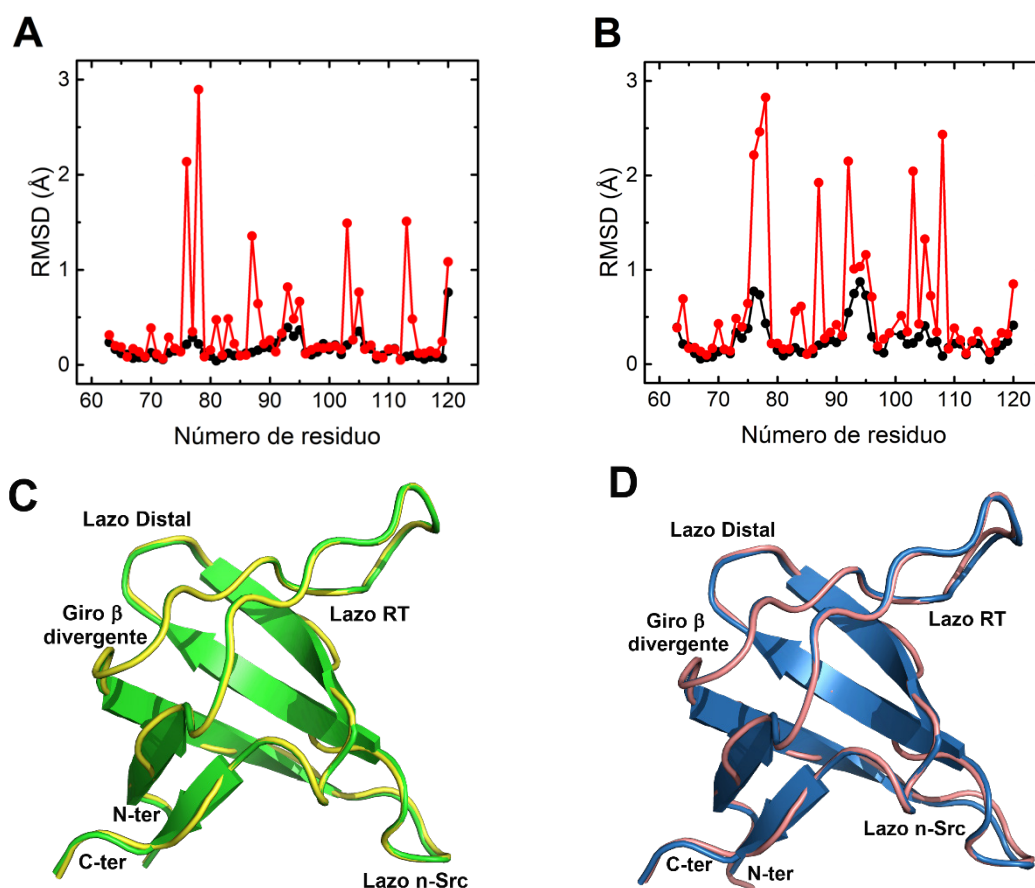 A
RMSD (Å)
3
2
1
0
60 70 80 90 100 110 120
Número de residuo
B
RMSD (Å)
3
2
1
0
60 70 80 90 100 110 120
Número de residuo
C
Lazo Distal
Giro β
divergente
Lazo RT
N-ter
C-ter
Lazo n-Src
D
Lazo Distal
Giro β
divergente
Lazo RT
Lazo n-Src
C-ter
N-ter